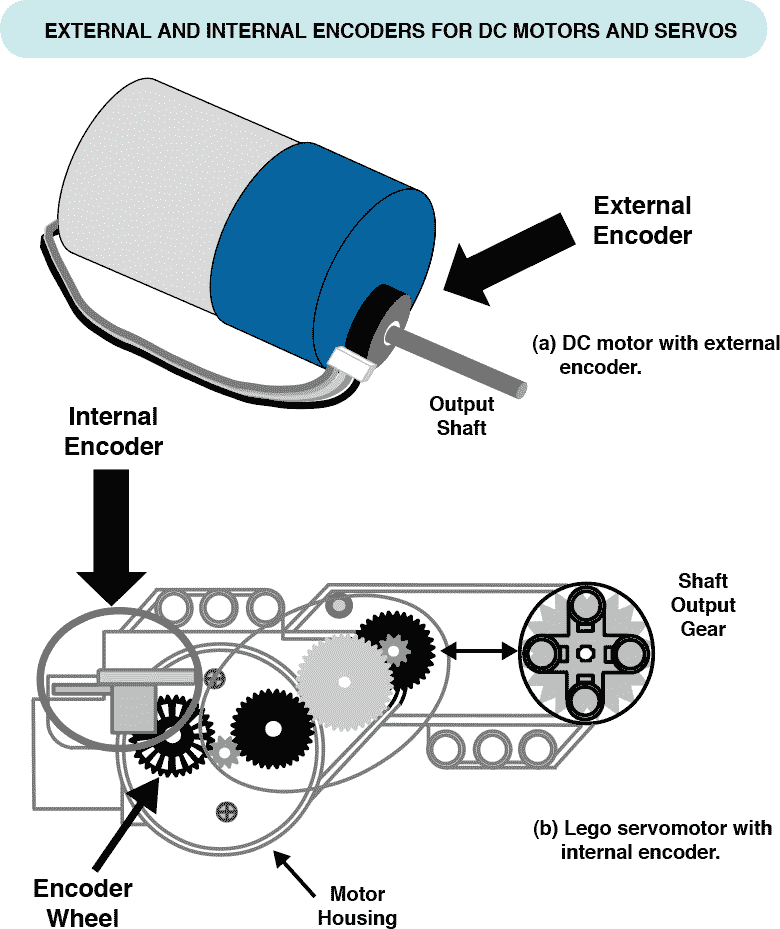 EXTERNAL AND INTERNAL ENCODERS FOR DC MOTORS AND SERVOS
External
Encoder
(a) DC motor with external
encoder.
Output
Shaft
Internal
Encoder
Shaft
Output
Gear
(b) Lego servomotor with
internal encoder.
Encoder
Wheel
Motor
Housing